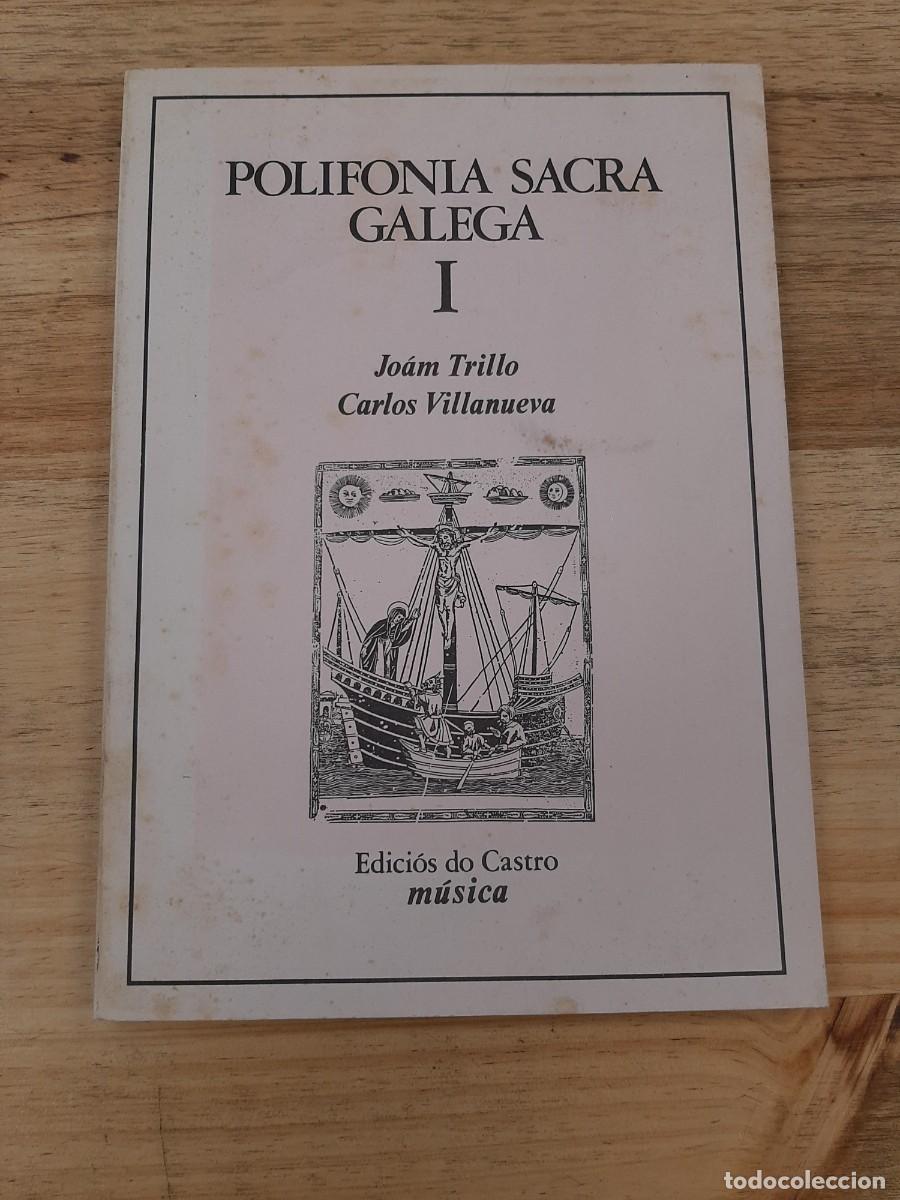 POLIFONIA SACRA
GALEGA
I
Joám Trillo
Carlos Villanueva
Ediciós do Castro
música
todocoleccion